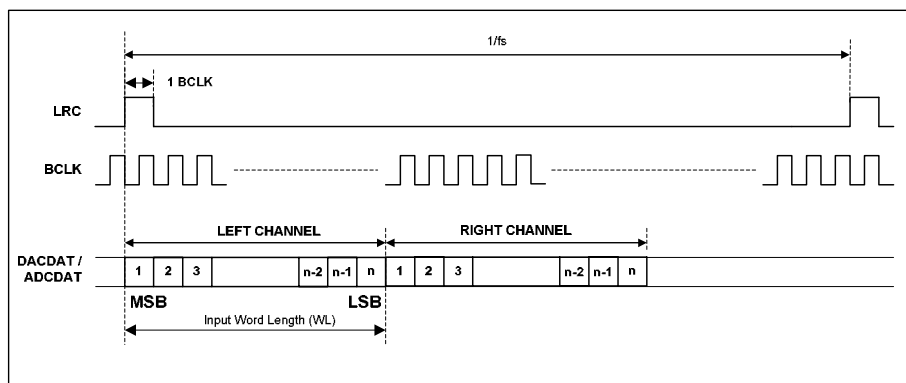 1/fs
1 BCLK
LRC
BCLK
LEFT CHANNEL RIGHT CHANNEL
DACDAT / ADCDAT
1 2 3 n-2 n-1 n 1 2 3 n-2 n-1 n
MSB LSB
Input Word Length (WL)